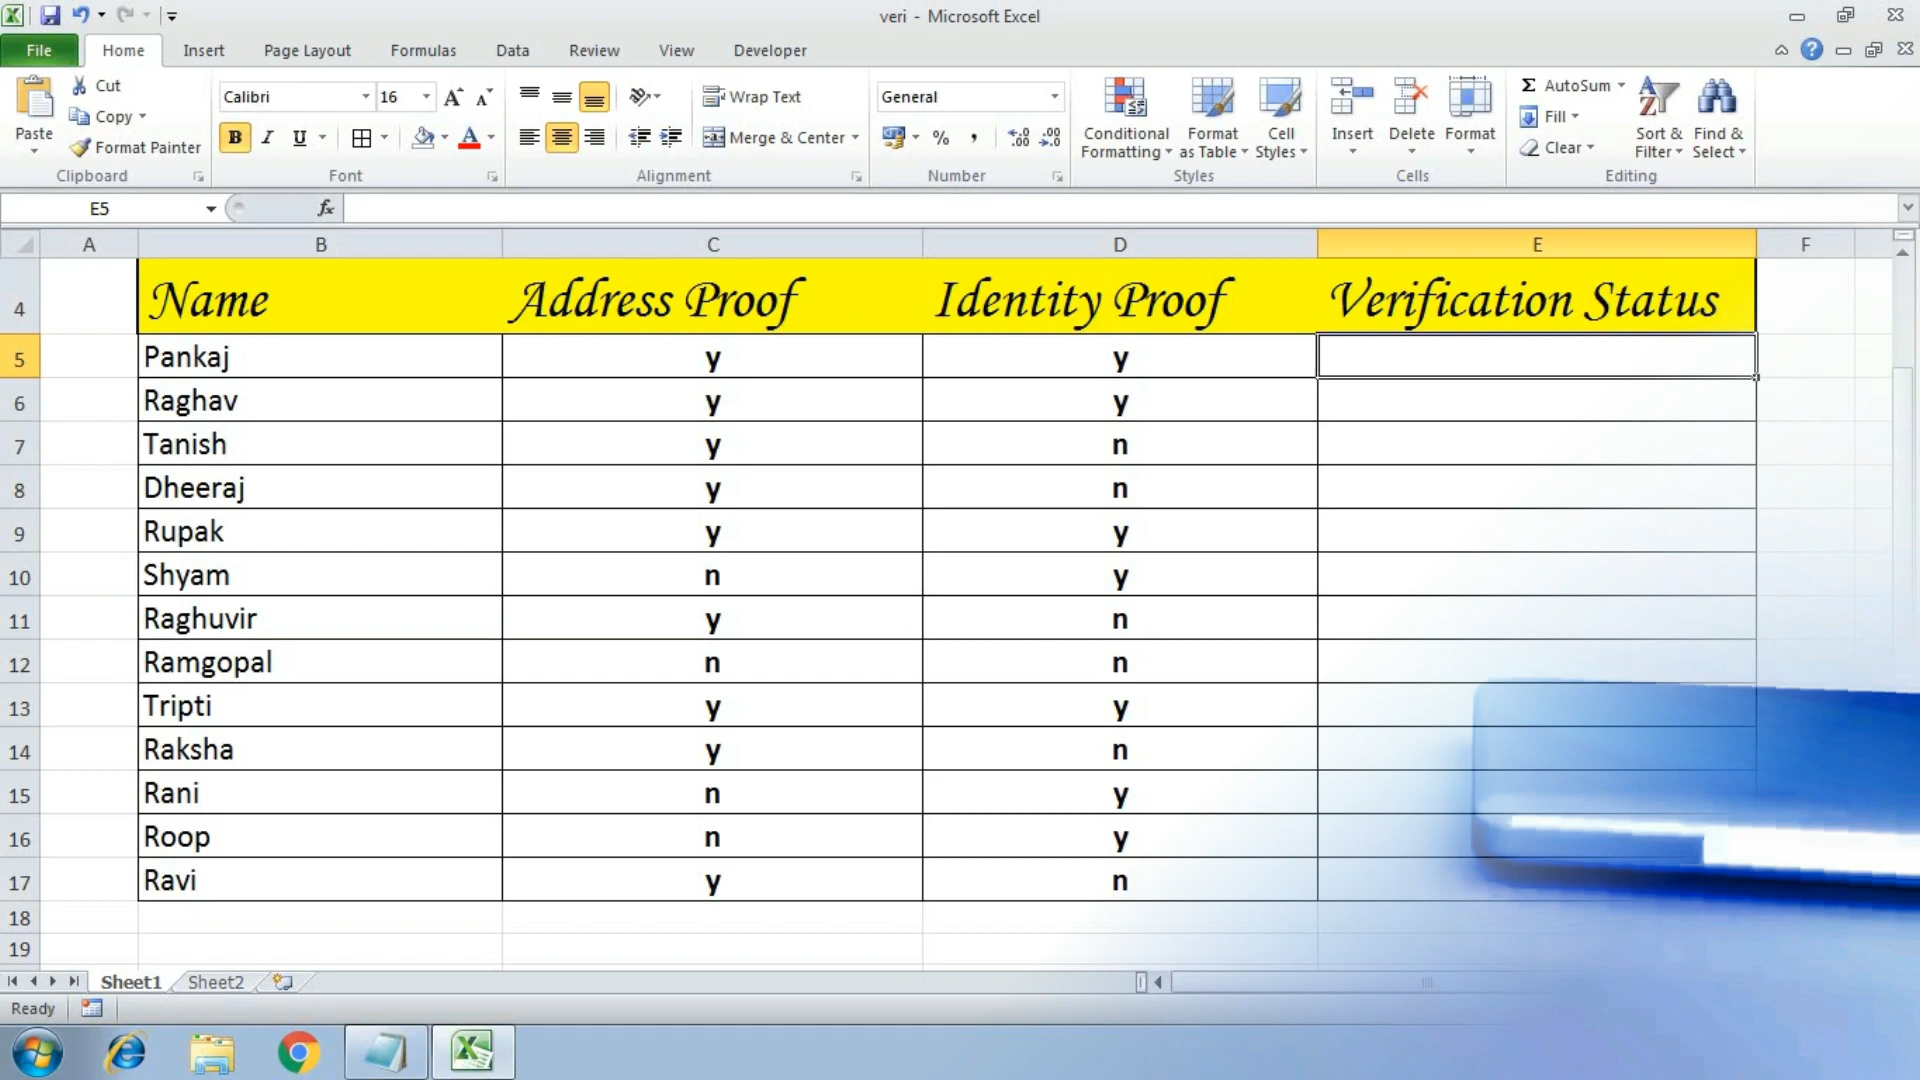 veri - Microsoft Excel
File Home Insert Page Layout Formulas Data Review View Developer
Paste
Cut
Copy
Format Painter
Clipboard
Calibri 16
B I U A
Font
Wrap Text
Merge & Center
Alignment
General
% ,
Number
Conditional Formatting
Format as Table
Cell Styles
Styles
Insert Delete Format
Cells
Σ AutoSum
Fill
Clear
Sort & Filter
Find & Select
Editing
E5 fx
A B C D E F
4 Name Address Proof Identity Proof Verification Status
5 Pankaj y y
6 Raghav y y
7 Tanish y n
8 Dheeraj y n
9 Rupak y y
10 Shyam n y
11 Raghuvir y n
12 Ramgopal n n
13 Tripti y y
14 Raksha y n
15 Rani n y
16 Roop n y
17 Ravi y n
18
19
Sheet1 Sheet2
Ready